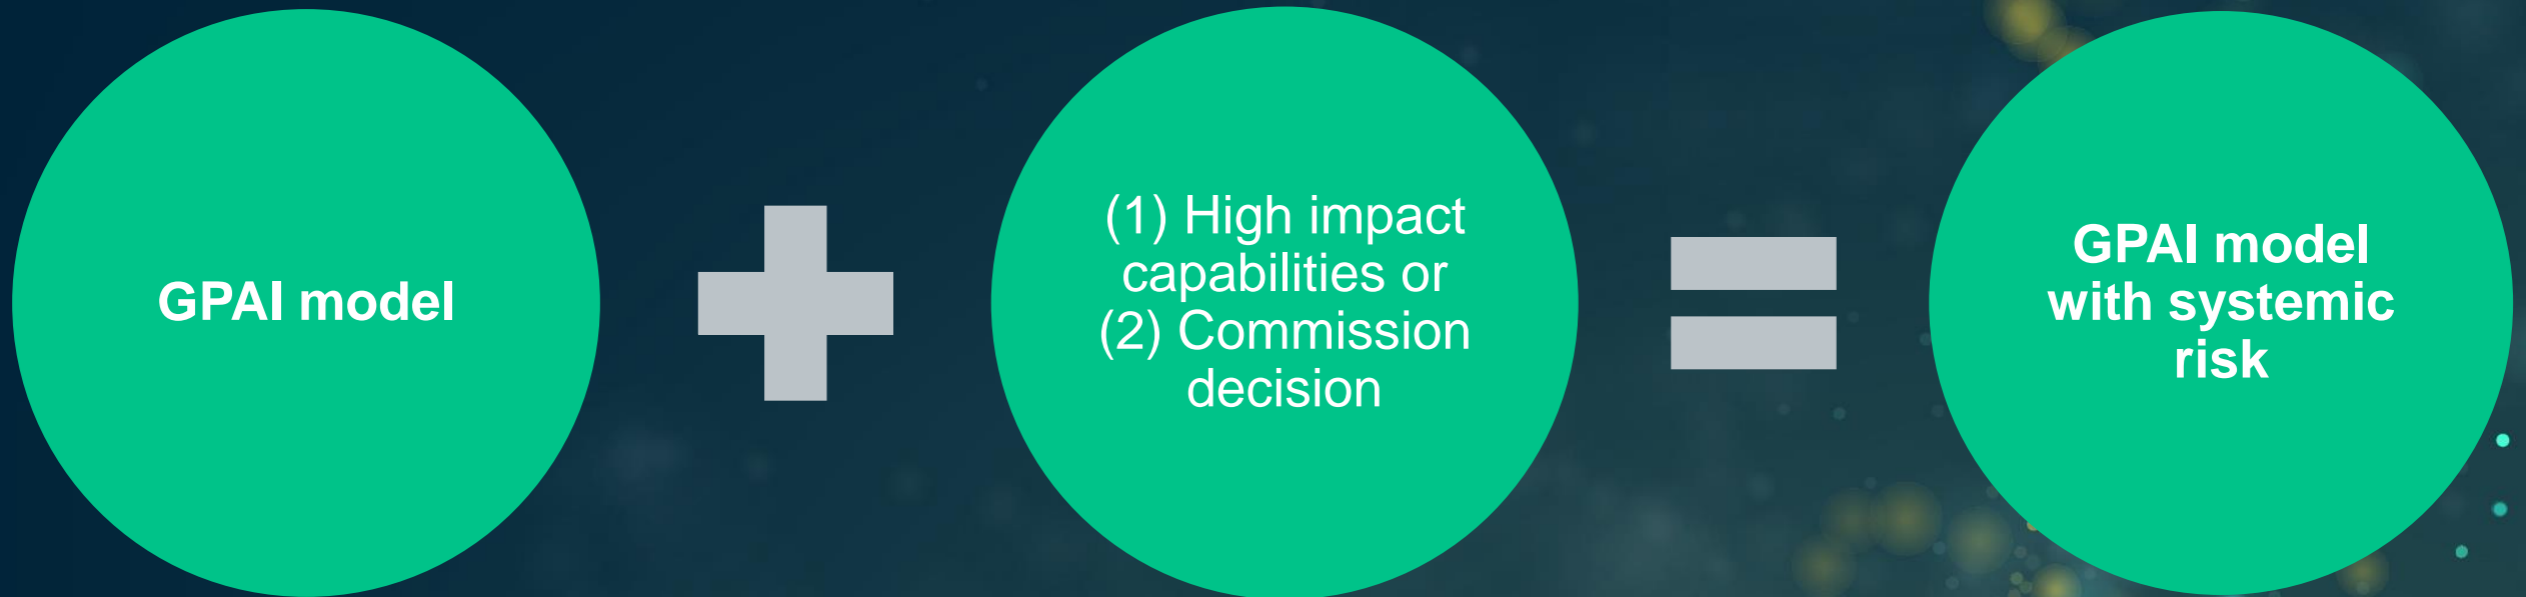 GPAI model
(1) High impact
capabilities or
(2) Commission
decision
GPAI model
with systemic
risk